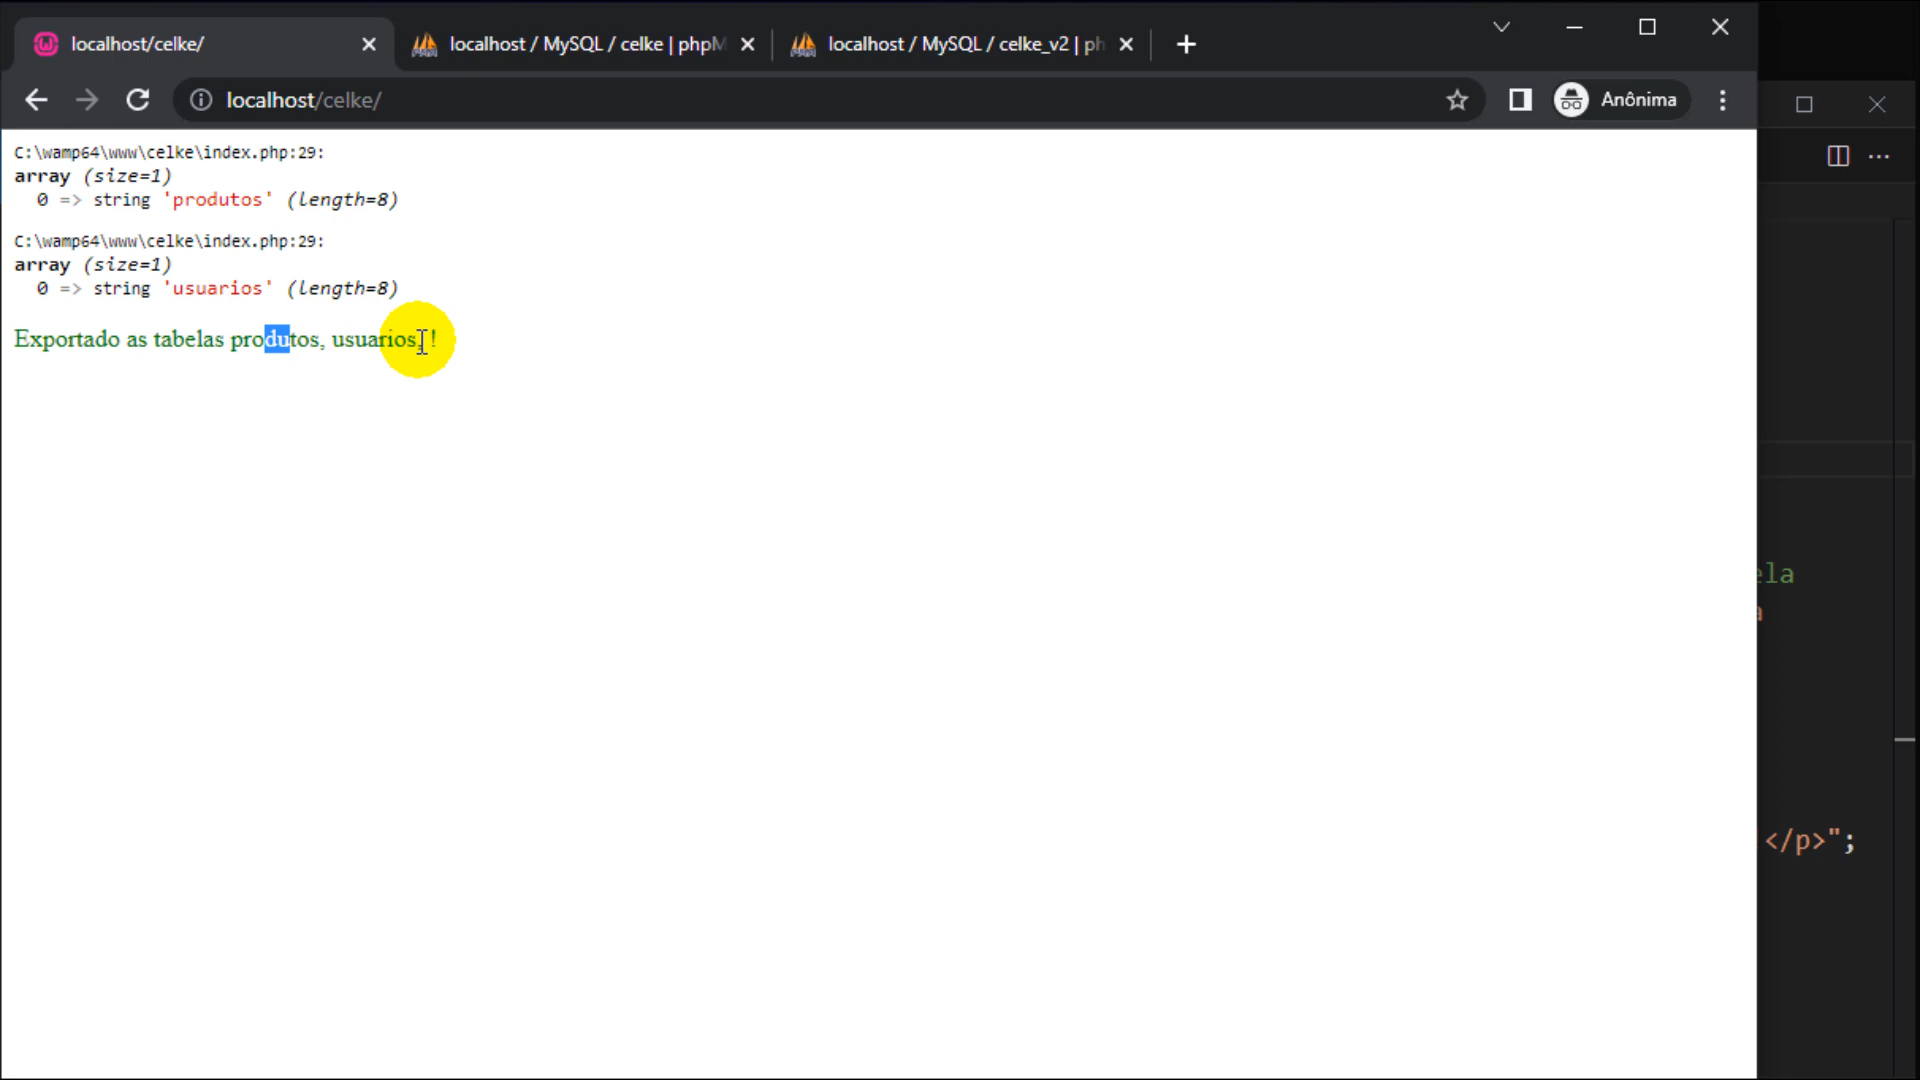 localhost/celke/
localhost / MySQL / celke | phpM
localhost / MySQL / celke_v2 | ph
localhost/celke/
Anônima
C:\wamp64\www\celke\index.php:29:
array (size=1)
0 => string 'produtos' (length=8)
C:\wamp64\www\celke\index.php:29:
array (size=1)
0 => string 'usuarios' (length=8)
Exportado as tabelas produtos, usuarios, !
ela
a
</p>";